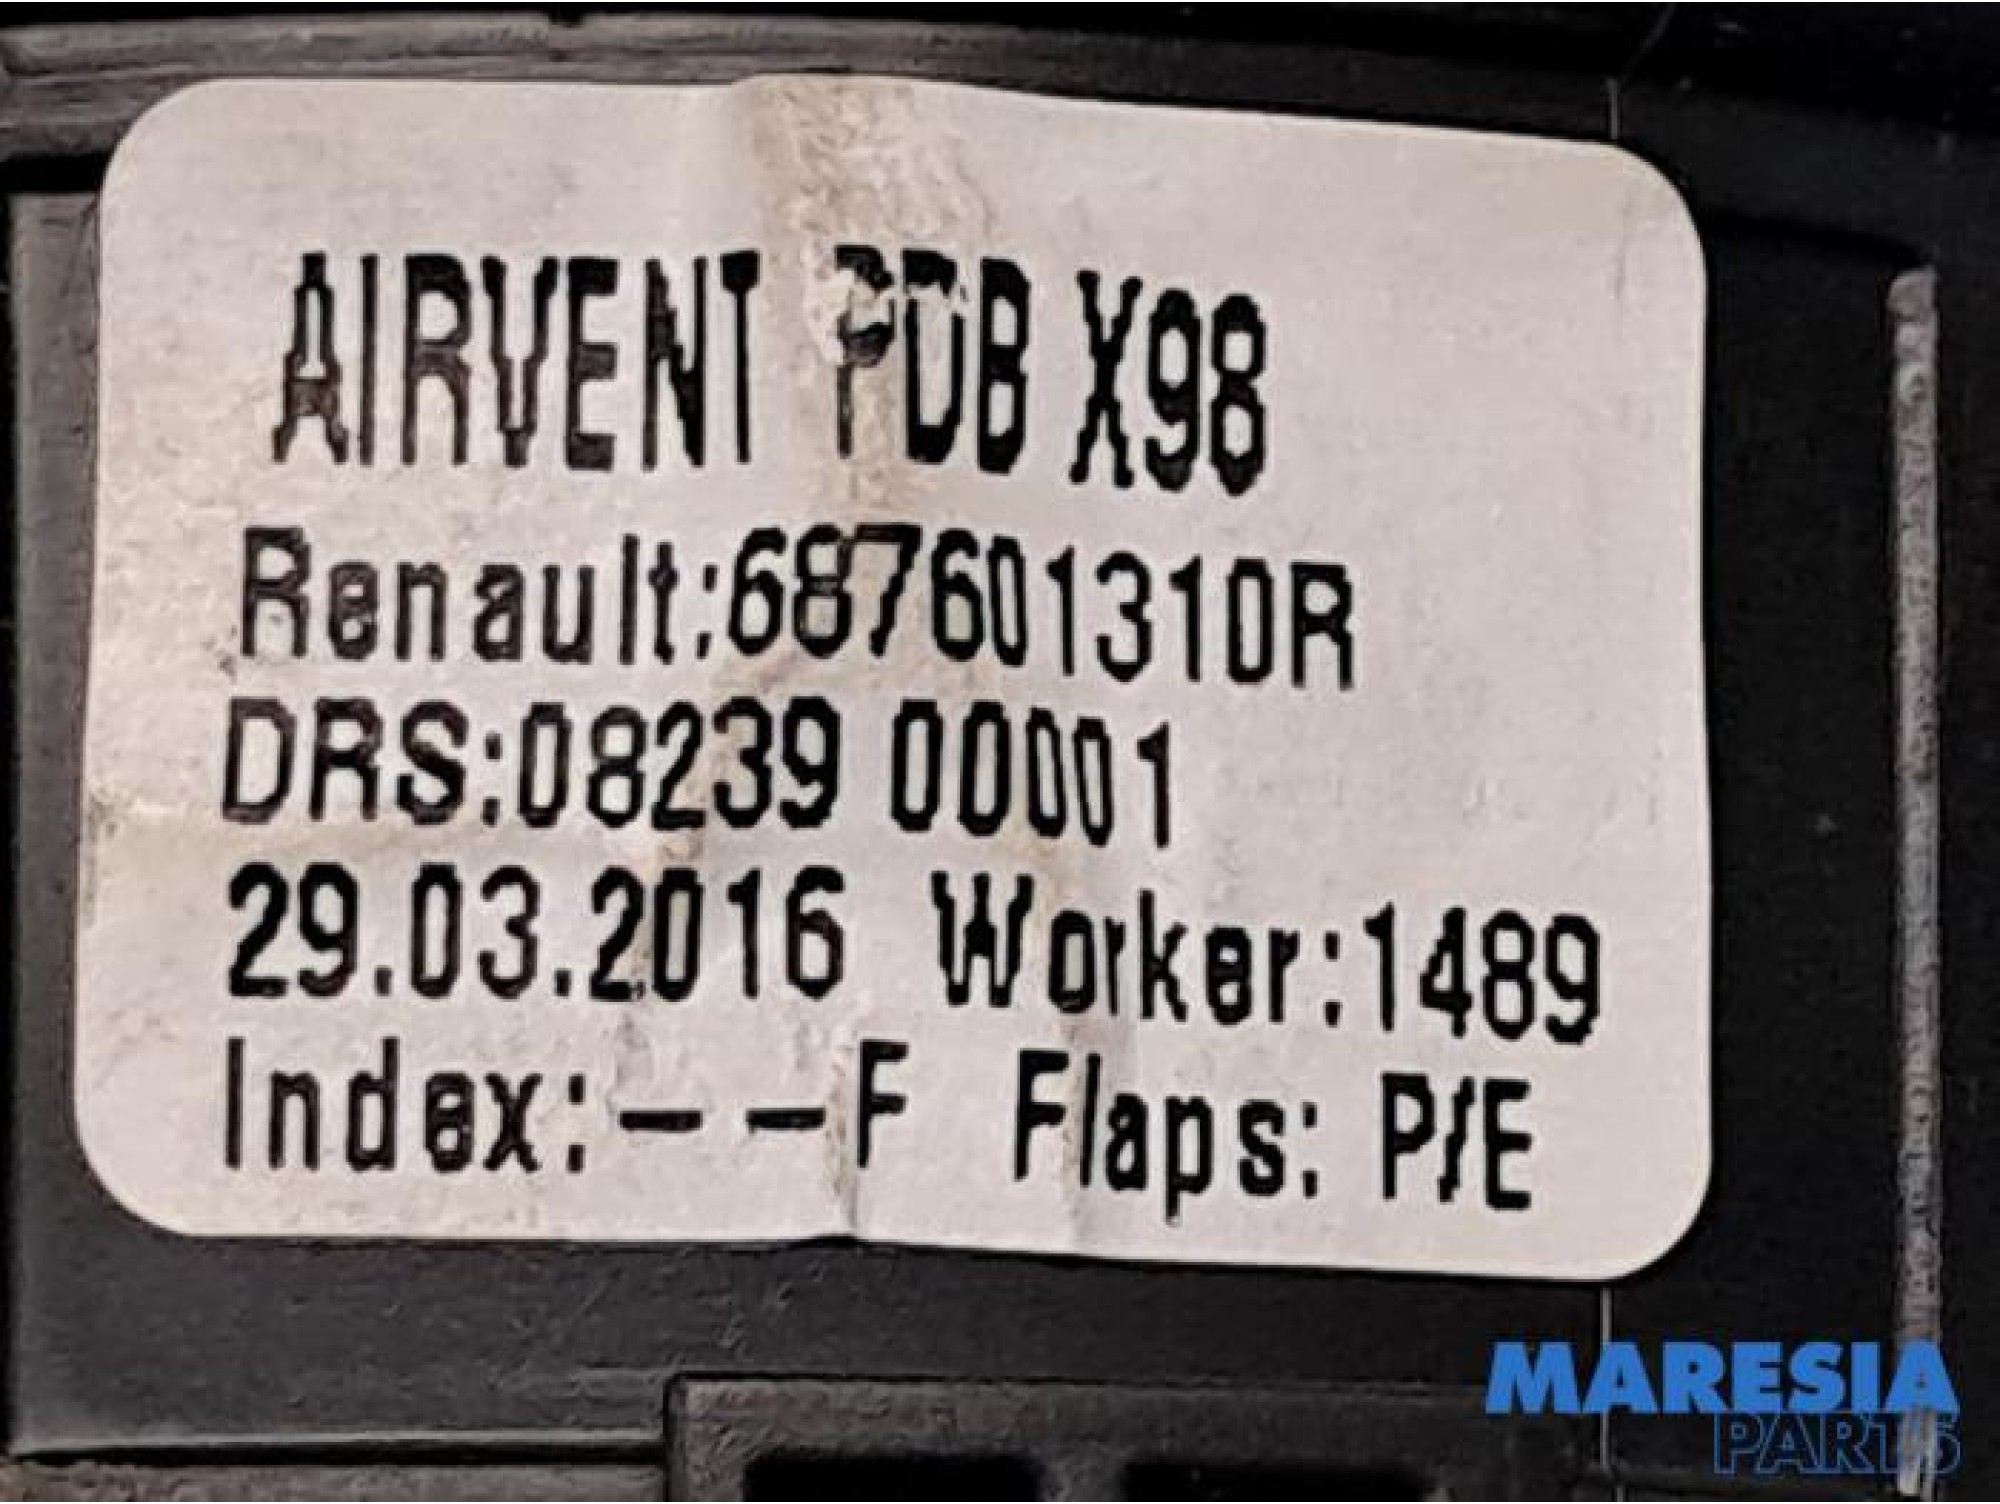 AIRVENT PDB X98
Renault:687601310R
DRS:08239 00001
29.03.2016 Worker:1489
Index:--F Flaps: P/E
MARESIA
PARTS